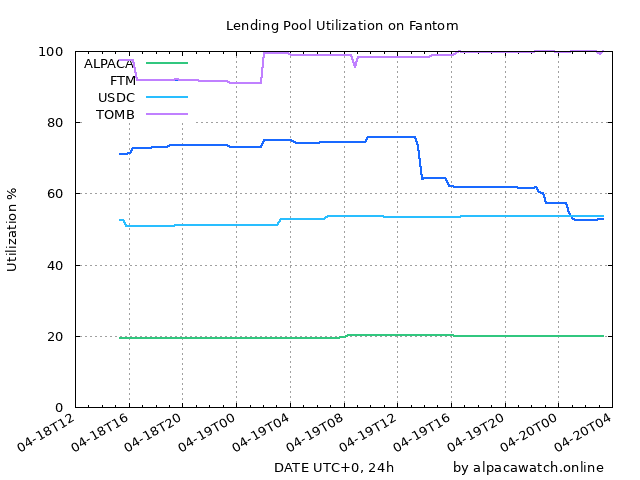 Lending Pool Utilization on Fantom
100
80
60
40
20
0
Utilization %
ALPACA
FTM
USDC
TOMB
04-18T12
04-18T16
04-18T20
04-19T00
04-19T04
04-19T08
04-19T12
04-19T16
04-19T20
04-20T00
04-20T04
DATE UTC+0, 24h
by alpacawatch.online